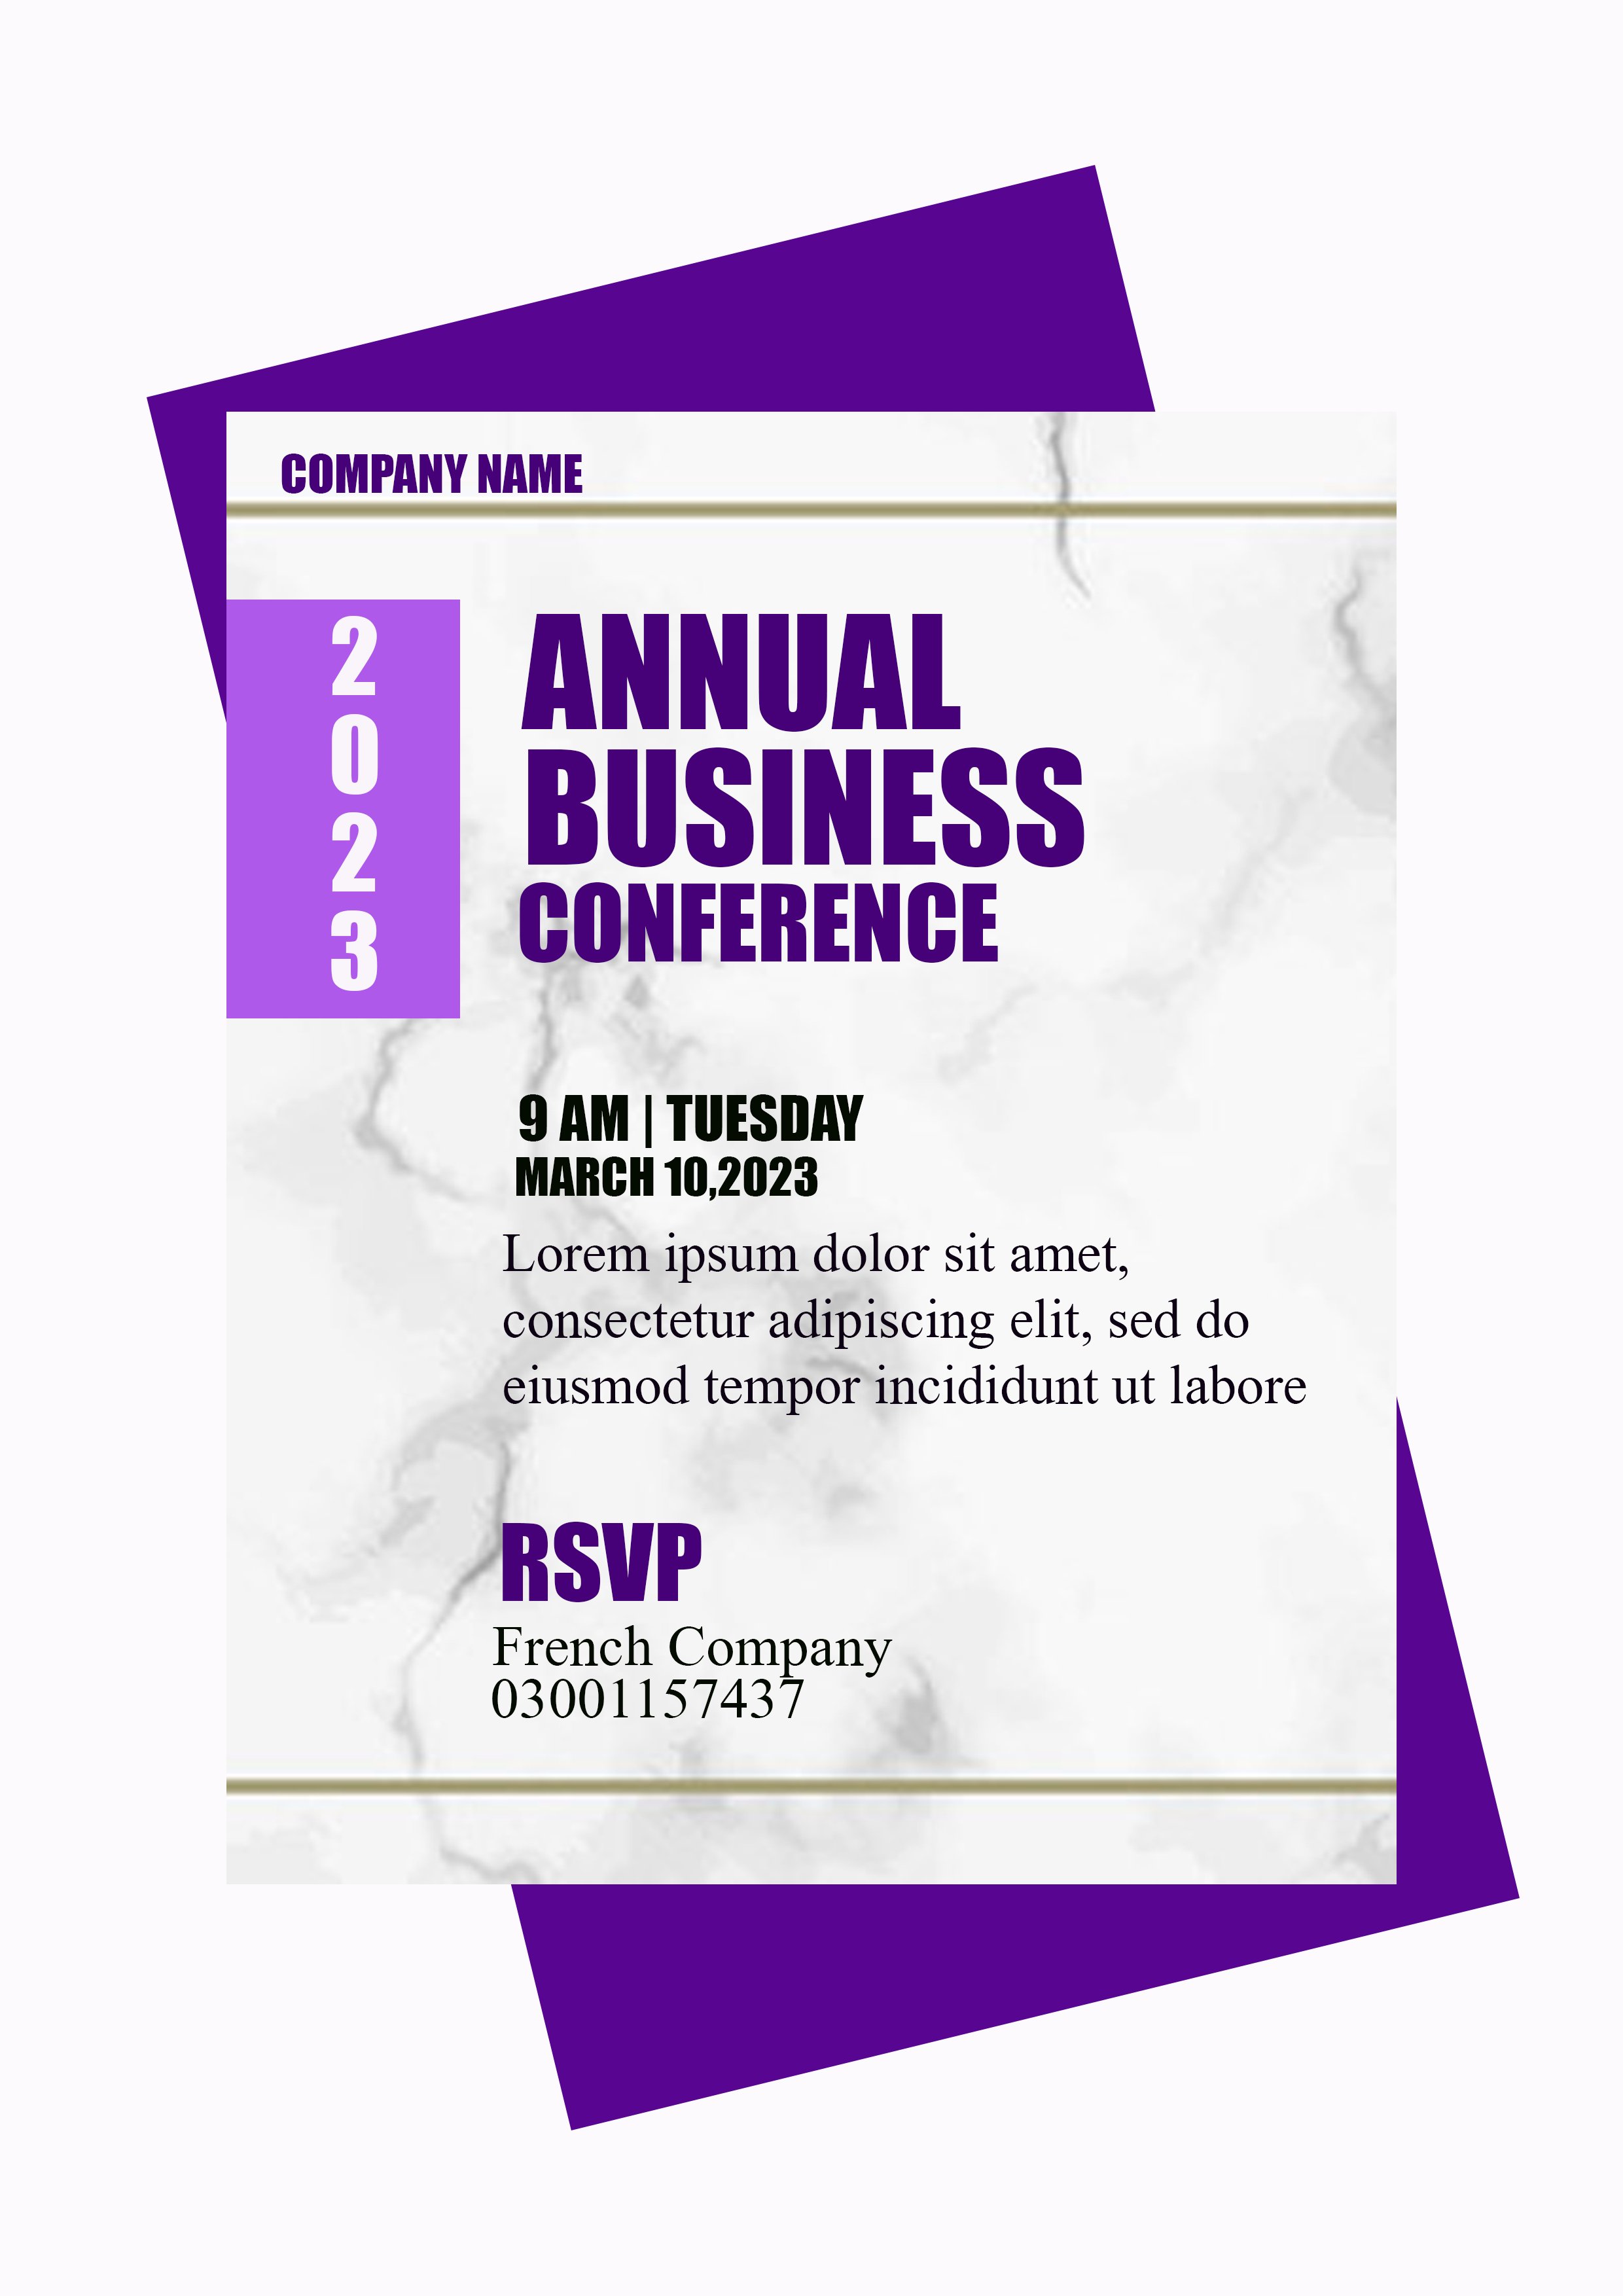 COMPANY NAME
2
0
2
3
ANNUAL
BUSINESS
CONFERENCE
9 AM | TUESDAY
MARCH 10,2023
Lorem ipsum dolor sit amet,
consectetur adipiscing elit, sed do
eiusmod tempor incididunt ut labore
RSVP
French Company
03001157437